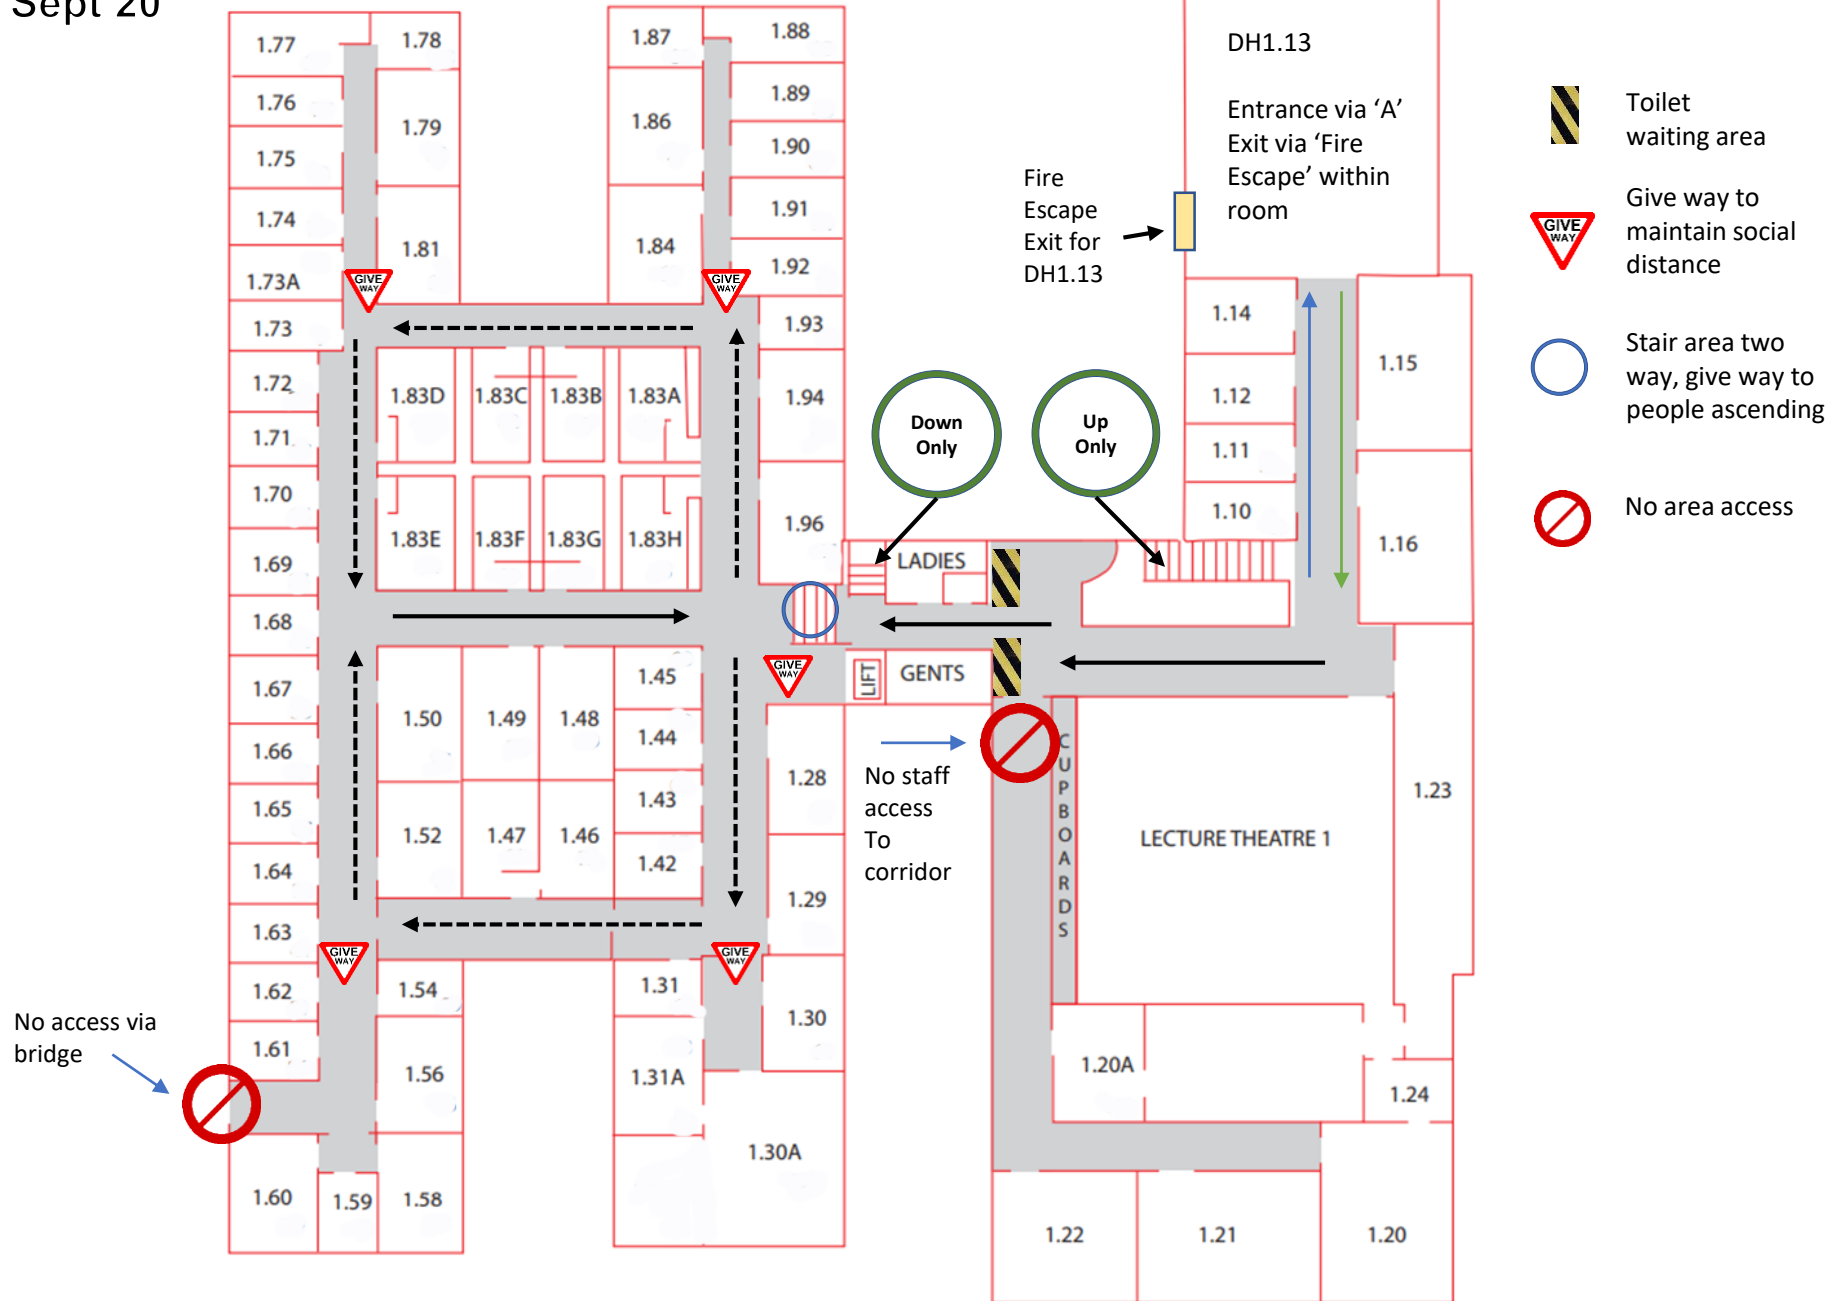 Sept 20
1.77
1.78
1.76
1.79
1.75
1.74
1.81
1.73A
1.73
1.72
1.71
1.70
1.69
1.68
1.67
1.66
1.65
1.64
1.63
1.62
1.61
1.60
1.59
1.58
1.56
1.54
GIVE
WAY
GIVE
WAY
1.87
1.88
1.86
1.89
1.90
1.91
1.84
1.92
1.93
1.94
1.96
1.83D
1.83C
1.83B
1.83A
1.83E
1.83F
1.83G
1.83H
1.50
1.49
1.48
1.45
1.44
1.43
1.42
1.52
1.47
1.46
GIVE
WAY
GIVE
WAY
GIVE
WAY
1.28
1.29
1.30
1.31
1.31A
1.30A
No access via
bridge
Down
Only
Up
Only
LADIES
LIFT
GENTS
No staff
access
To
corridor
Fire
Escape
Exit for
DH1.13
DH1.13
Entrance via ‘A’
Exit via ‘Fire
Escape’ within
room
1.14
1.12
1.11
1.10
1.15
1.16
1.23
CUPBOARDS
LECTURE THEATRE 1
1.20A
1.24
1.22
1.21
1.20
Toilet
waiting area
GIVE
WAY
Give way to
maintain social
distance
Stair area two
way, give way to
people ascending
No area access